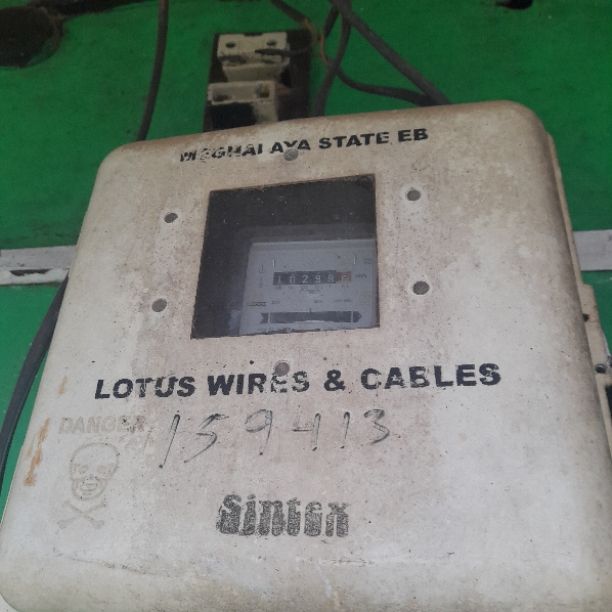 MEGHALAYA STATE EB
LOTUS WIRES & CABLES
DANGER
159413
Sintex